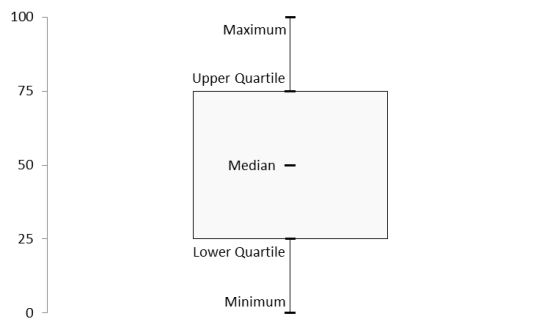 100
Maximum
Upper Quartile
75
50
Median
25
Lower Quartile
Minimum
0